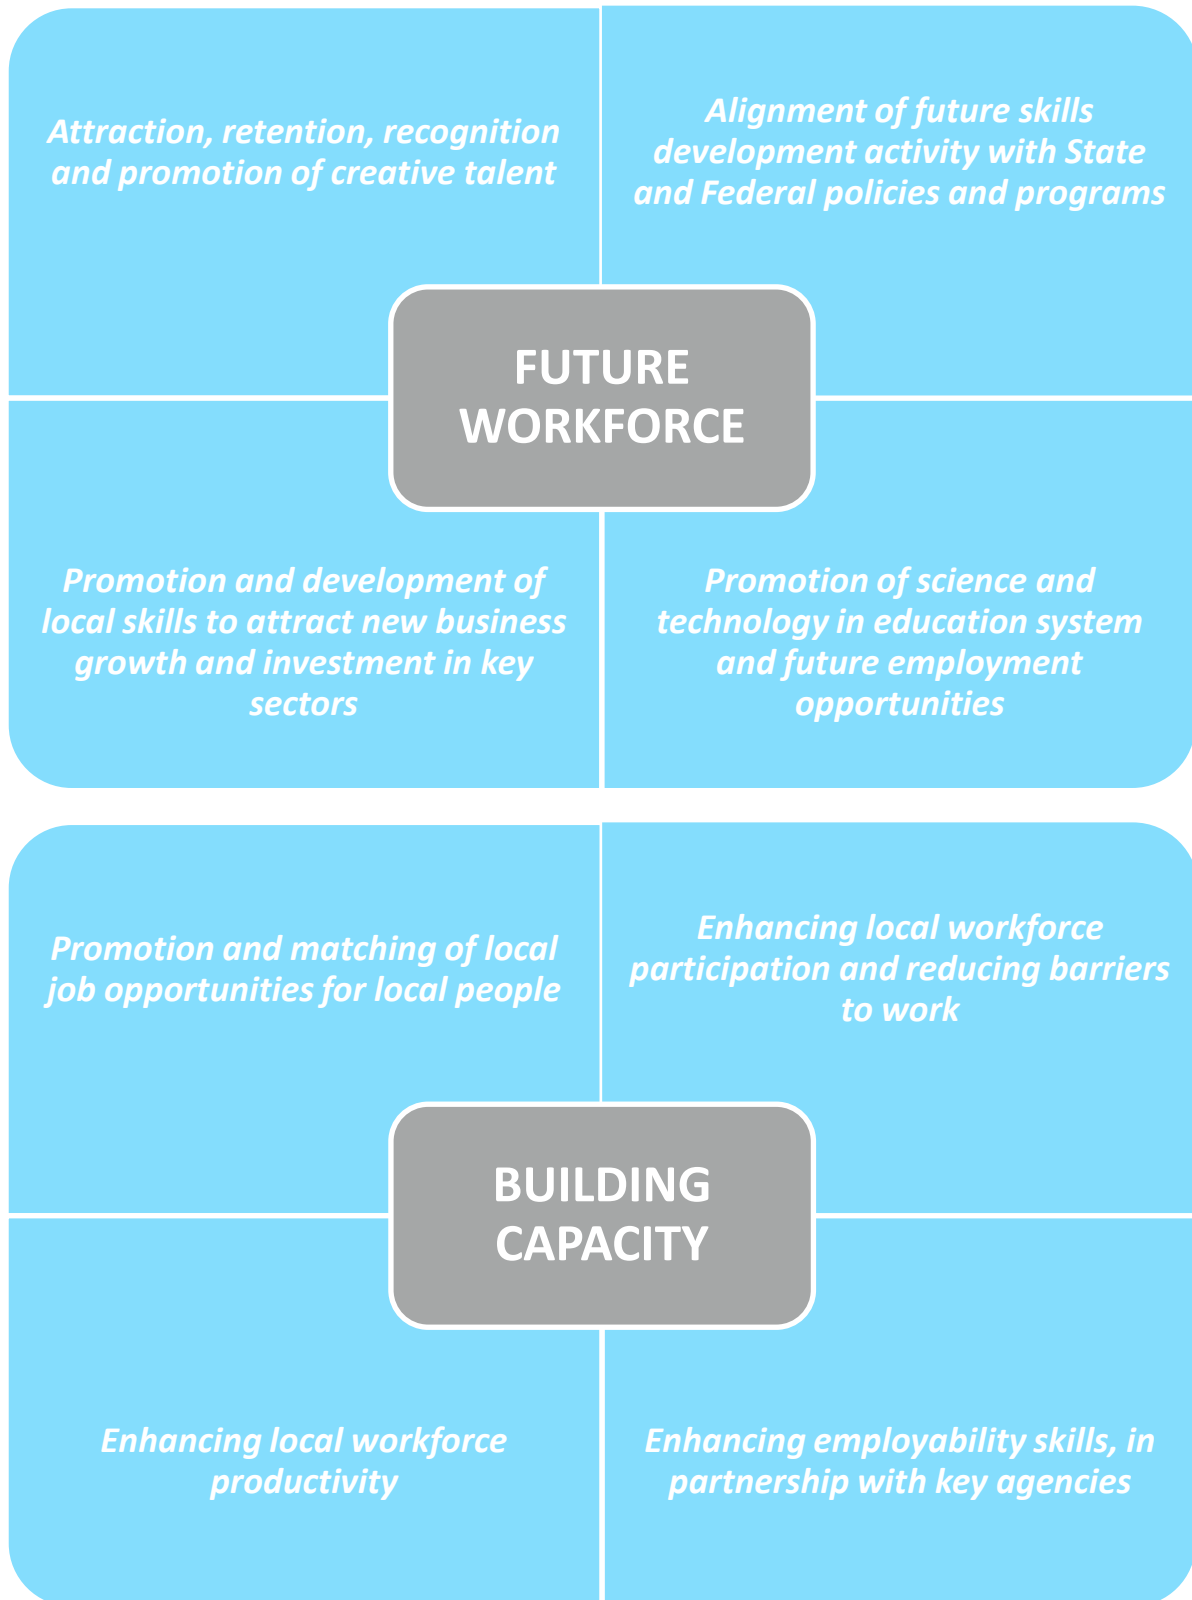 Attraction, retention, recognition
and promotion of creative talent
Alignment of future skills
development activity with State
and Federal policies and programs
FUTURE
WORKFORCE
Promotion and development of
local skills to attract new business
growth and investment in key
sectors
Promotion of science and
technology in education system
and future employment
opportunities
Promotion and matching of local
job opportunities for local people
Enhancing local workforce
participation and reducing barriers
to work
BUILDING
CAPACITY
Enhancing local workforce
productivity
Enhancing employability skills, in
partnership with key agencies